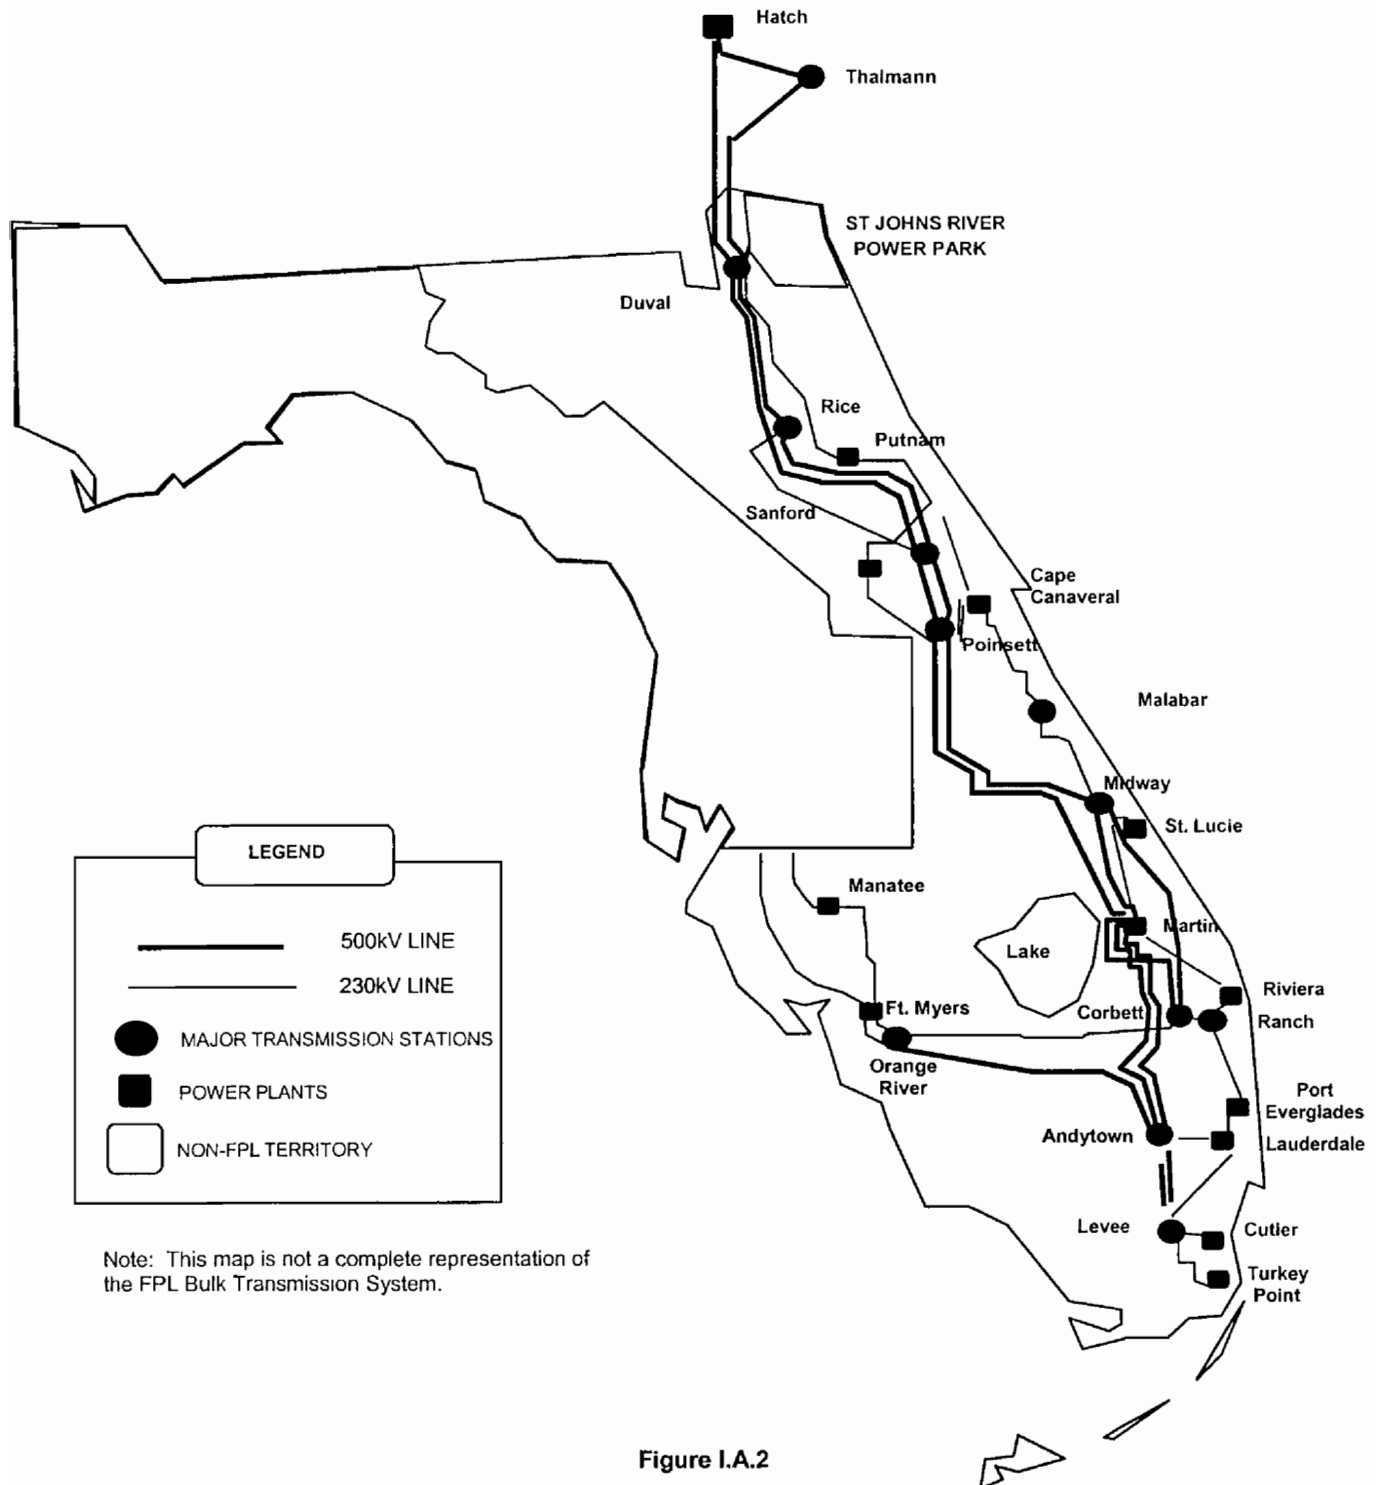 Hatch
Thalmann
ST JOHNS RIVER
POWER PARK
Duval
Rice
Putnam
Sanford
Cape
Canaveral
Poinsett
Malabar
Midway
St. Lucie
LEGEND
500kV LINE
230kV LINE
MAJOR TRANSMISSION STATIONS
POWER PLANTS
NON-FPL TERRITORY
Manatee
Martin
Lake
Riviera
Ft. Myers
Corbett
Ranch
Orange
River
Port
Everglades
Andytown
Lauderdale
Levee
Cutler
Turkey
Point
Note: This map is not a complete representation of
the FPL Bulk Transmission System.
Figure I.A.2